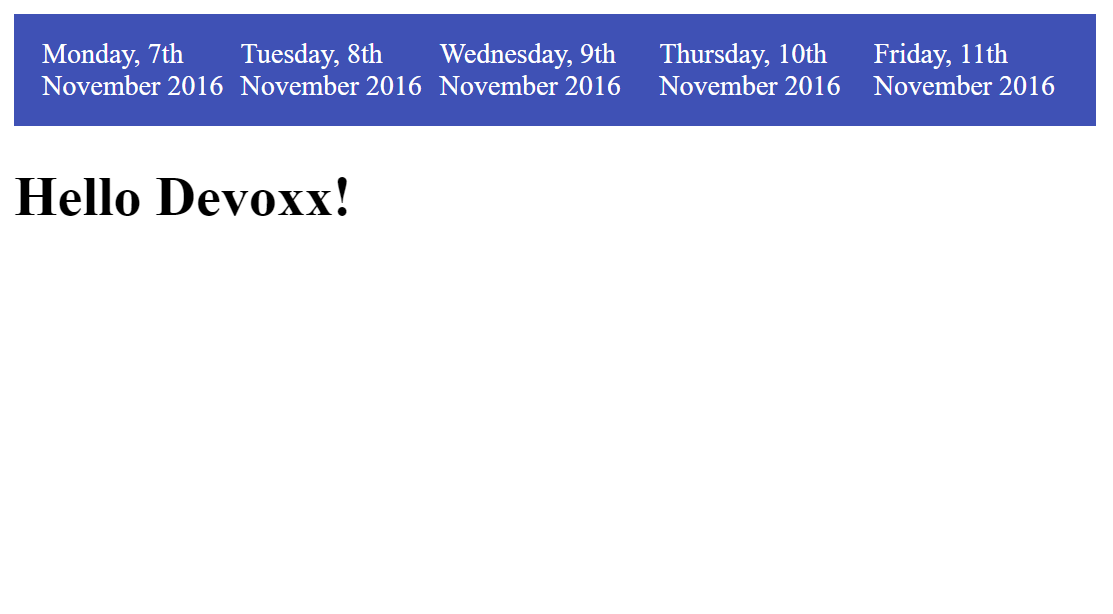 Monday, 7th
November 2016
Tuesday, 8th
November 2016
Wednesday, 9th
November 2016
Thursday, 10th
November 2016
Friday, 11th
November 2016
Hello Devoxx!